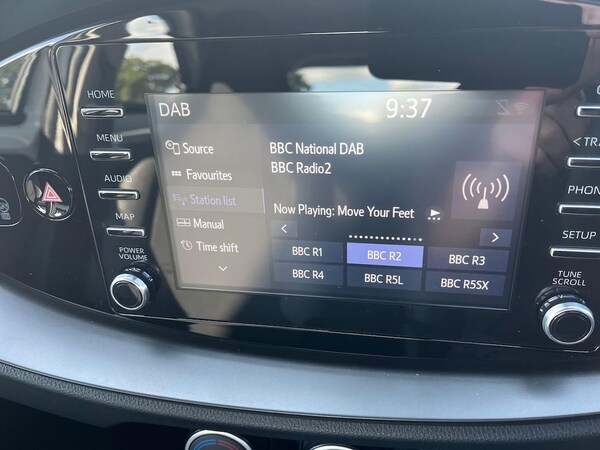 HOME
MENU
AUDIO
MAP
POWER
VOLUME
DAB
9:37
Source
Favourites
Station list
Manual
Time shift
BBC National DAB
BBC Radio2
Now Playing: Move Your Feet
BBC R1
BBC R2
BBC R3
BBC R4
BBC R5L
BBC R5SX
SETUP
TUNE
SCROLL